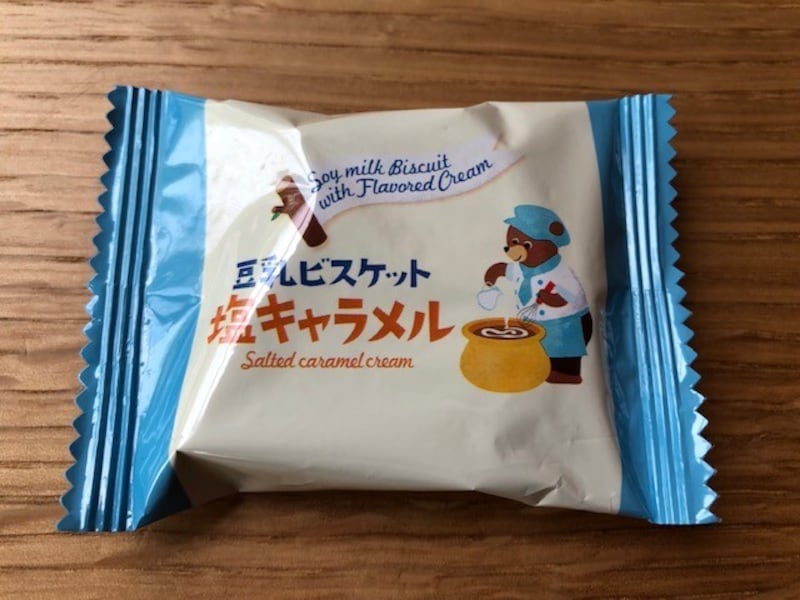 Soy milk Biscuit
with Flavored Cream
豆乳ビスケット
塩キャラメル
Salted caramel cream